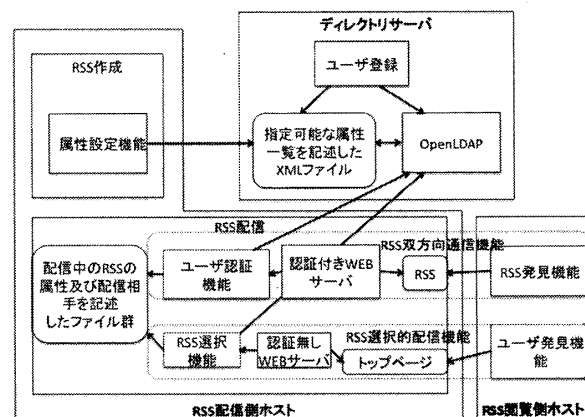 ディレクトリサーバ
RSS作成
ユーザ登録
属性設定機能
指定可能な属性
一覧を記述した
XMLファイル
OpenLDAP
RSS配信
RSS双方向通信機能
配信中のRSSの
属性及び配信相
手を記述
したファイル群
ユーザ認証
機能
認証付きWEB
サーバ
RSS
RSS発見機能
RSS選択的配信機能
RSS選択
機能
認証無し
WEBサーバ
トップページ
ユーザ発見機
能
RSS配信側ホスト
RSS閲覧側ホスト